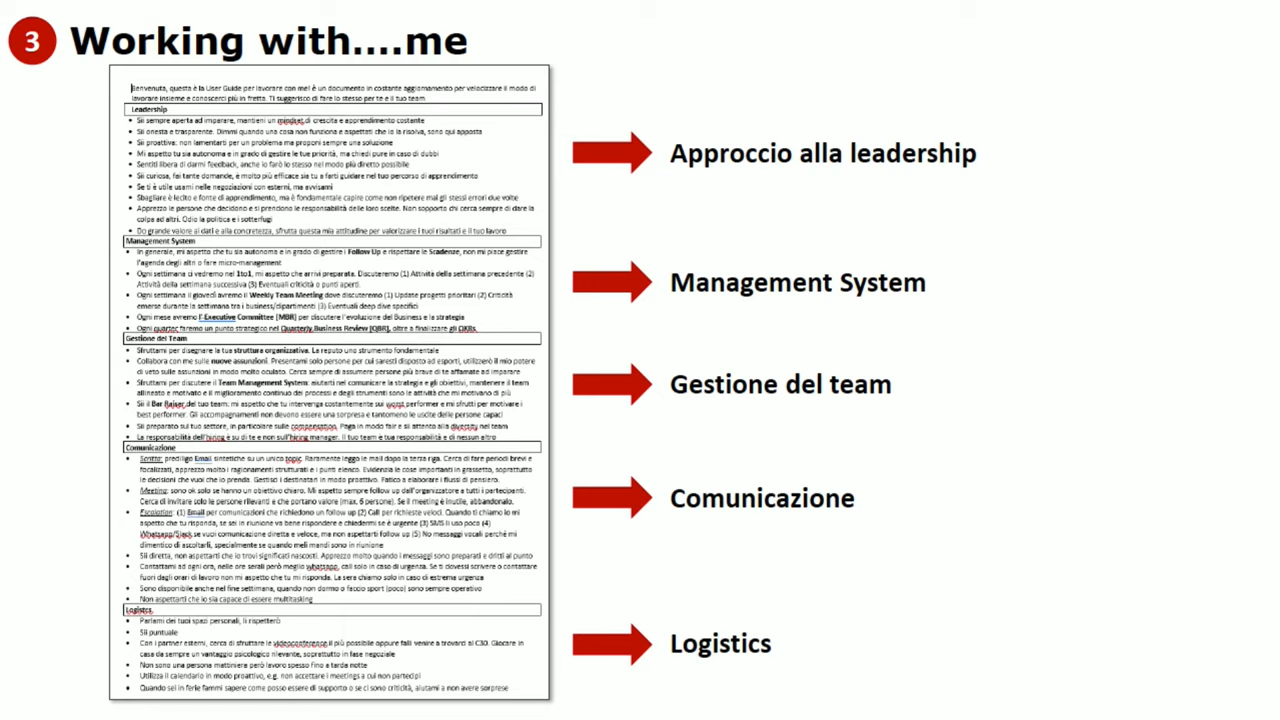 3 Working with....me
Benvenuta, questa è la User Guide per lavorare con me! è un documento in costante aggiornamento per velocizzare il modo di
lavorare insieme e conoscerci più in fretta. Ti suggerisco di fare lo stesso per te e il tuo team
Leadership
• Sii sempre aperta ad imparare, mantieni un mindset di crescita e apprendimento costante
• Sii onesta e trasparente. Dimmi quando una cosa non funziona e aspettati che io la risolva, sono qui apposta
• Sii proattiva: non lamentarti per un problema ma proponi sempre una soluzione
• Mi aspetto tu sia autonoma e in grado di gestire le tue priorità, ma chiedi pure in caso di dubbi
• Sentiti libera di darmi feedback, anche io farò lo stesso nel modo più diretto possibile
• Sii curiosa, fai tante domande, è molto più efficace sia tu a farti guidare nel tuo percorso di apprendimento
• Se ti è utile usami nelle negoziazioni con esterni, ma avvisami
• Sbagliare è lecito e fonte di apprendimento, ma è fondamentale capire come non ripetere mai gli stessi errori due volte
• Apprezzo le persone che decidono e si prendono le responsabilità delle loro scelte. Non sopporto chi cerca sempre di dare la
colpa ad altri. Odio la politica e i sotterfugi
• Do grande valore ai dati e alla concretezza, sfrutta questa mia attitudine per valorizzare i tuoi risultati e il tuo lavoro
Management System
• In generale, mi aspetto che tu sia autonoma e in grado di gestire i Follow Up e rispettare le Scadenze, non mi piace gestire
l'agenda degli altri o fare micro-management
• Ogni settimana ci vedremo nel 1to1, mi aspetto che arrivi preparata. Discuteremo (1) Attività della settimana precedente (2)
Attività della settimana successiva (3) Eventuali criticità o punti aperti.
• Ogni settimana il giovedì avremo il Weekly Team Meeting dove discuteremo (1) Update progetti prioritari (2) Criticità
emerse durante la settimana tra i business/dipartimenti (3) Eventuali deep dive specifici
• Ogni mese avremo l' Executive Committee [MBR] per discutere l'evoluzione del Business e la strategia
• Ogni quarter faremo un punto strategico nel Quarterly Business Review [QBR], oltre a finalizzare gli OKRs.
Gestione del Team
• Sfruttami per disegnare la tua struttura organizzativa. La reputo uno strumento fondamentale
• Collabora con me sulle nuove assunzioni. Presentami solo persone per cui saresti disposto ad esporti, utilizzerò il mio potere
di veto sulle assunzioni in modo molto oculato. Cerca sempre di assumere persone più brave di te affamate ad imparare
• Sfruttami per discutere il Team Management System: aiutarti nel comunicare la strategia e gli obiettivi, mantenere il team
allineato e motivato e il miglioramento continuo dei processi e degli strumenti sono le attività che mi motivano di più
• Sii il Bar Raiser del tuo team: mi aspetto che tu intervenga costantemente sui worst performer e mi sfrutti per motivare i
best performer. Gli accompagnamenti non devono essere una sorpresa e tantomeno le uscite delle persone capaci
• Sii preparato sul tuo settore, in particolare sulle compensation. Paga in modo fair e sii attento alla diversity nel team
• La responsabilità dell'hiring è su di te e non sull'hiring manager. Il tuo team è tua responsabilità e di nessun altro
Comunicazione
• Scritta: prediligo Email sintetiche su un unico topic. Raramente leggo le mail dopo la terza riga. Cerca di fare periodi brevi e
focalizzati, apprezzo molto i ragionamenti strutturati e i punti elenco. Evidenzia le cose importanti in grassetto, soprattutto
le decisioni che vuoi che io prenda. Gestisci i destinatari in modo proattivo. Fatico a elaborare i flussi di pensiero.
• Meeting: sono ok solo se hanno un obiettivo chiaro. Mi aspetto sempre follow up dall'organizzatore a tutti i partecipanti.
Cerca di invitare solo le persone rilevanti e che portano valore (max. 6 persone). Se il meeting è inutile, abbandonalo.
• Escalation: (1) Email per comunicazioni che richiedono un follow up (2) Call per richieste veloci. Quando ti chiamo io mi
aspetto che tu risponda, se sei in riunione va bene rispondere e chiedermi se è urgente (3) SMS li uso poco (4)
Whatsapp/Slack se vuoi comunicazione diretta e veloce, ma non aspettarti follow up (5) No messaggi vocali perchè mi
dimentico di ascoltarli, specialmente se quando meli mandi sono in riunione
• Sii diretta, non aspettarti che io trovi significati nascosti. Apprezzo molto quando i messaggi sono preparati e dritti al punto
• Contattami ad ogni ora, nelle ore serali però meglio whatsapp, call solo in caso di urgenza. Se ti dovessi scrivere o contattare
fuori dagli orari di lavoro non mi aspetto che tu mi risponda. La sera chiamo solo in caso di estrema urgenza
• Sono disponibile anche nel fine settimana, quando non dormo o faccio sport (poco) sono sempre operativo
• Non aspettarti che io sia capace di essere multitasking
Logistcs
• Parlami dei tuoi spazi personali, li rispetterò
• Sii puntuale
• Con i partner esterni, cerca di sfruttare le videoconference il più possibile oppure falli venire a trovarci al C30. Giocare in
casa da sempre un vantaggio psicologico rilevante, soprattutto in fase negoziale
• Non sono una persona mattiniera però lavoro spesso fino a tarda notte
• Utilizza il calendario in modo proattivo, e.g. non accettare i meetings a cui non partecipi
• Quando sei in ferie fammi sapere come posso essere di supporto o se ci sono criticità, aiutami a non avere sorprese
Approccio alla leadership
Management System
Gestione del team
Comunicazione
Logistics